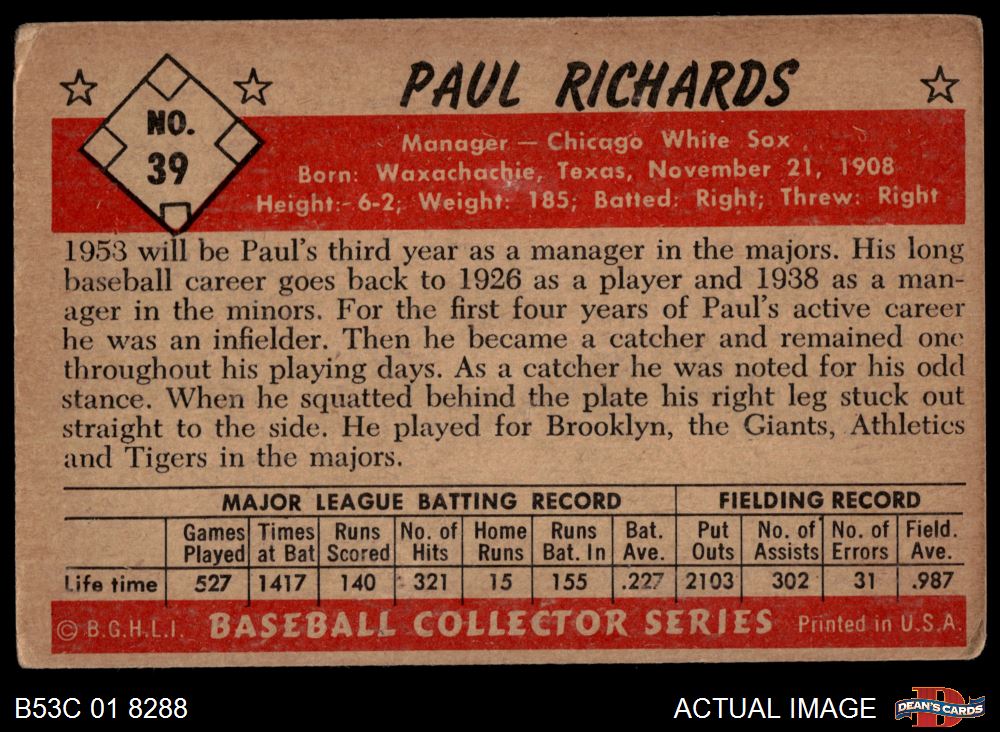 NO.
39
PAUL RICHARDS
Manager — Chicago White Sox
Born: Waxachachie, Texas, November 21, 1908
Height:- 6-2; Weight: 185; Batted: Right; Threw: Right
1953 will be Paul's third year as a manager in the majors. His long
baseball career goes back to 1926 as a player and 1938 as a man-
ager in the minors. For the first four years of Paul's active career
he was an infielder. Then he became a catcher and remained one
throughout his playing days. As a catcher he was noted for his odd
stance. When he squatted behind the plate his right leg stuck out
straight to the side. He played for Brooklyn, the Giants, Athletics
and Tigers in the majors.
MAJOR LEAGUE BATTING RECORD FIELDING RECORD
Games Times Runs No. of Home Runs Bat. Put No. of No. of Field.
Played at Bat Scored Hits Runs Bat. In Ave. Outs Assists Errors Ave.
Life time 527 1417 140 321 15 155 .227 2103 302 31 .987
© B.G.H.L.I. BASEBALL COLLECTOR SERIES Printed in U.S.A.
B53C 01 8288 ACTUAL IMAGE D DEAN'S CARDS